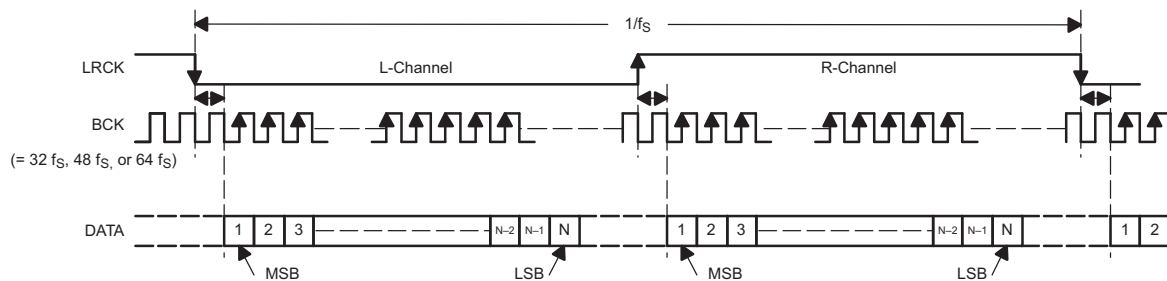 1/fS
LRCK
L-Channel
R-Channel
BCK
(= 32 fS, 48 fS, or 64 fS)
DATA
1 2 3 N–2 N–1 N 1 2 3 N–2 N–1 N 1 2
MSB LSB MSB LSB